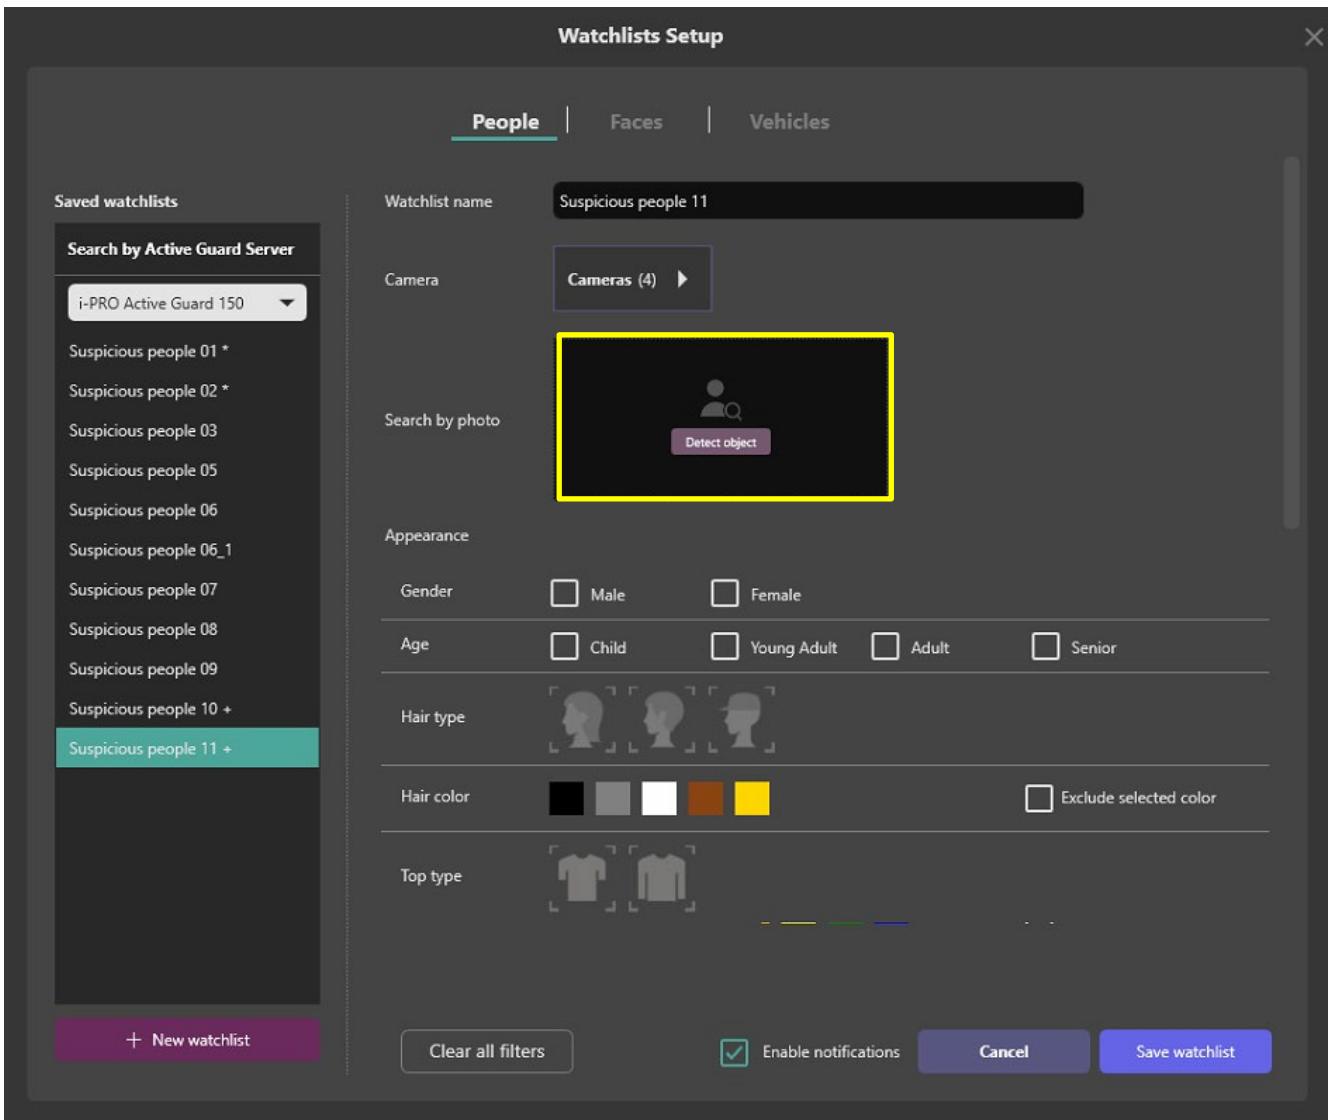 Watchlists Setup
People | Faces | Vehicles
Saved watchlists
Search by Active Guard Server
i-PRO Active Guard 150
Suspicious people 01 *
Suspicious people 02 *
Suspicious people 03
Suspicious people 05
Suspicious people 06
Suspicious people 06_1
Suspicious people 07
Suspicious people 08
Suspicious people 09
Suspicious people 10 +
Suspicious people 11 +
+ New watchlist
Watchlist name Suspicious people 11
Camera Cameras (4)
Search by photo Detect object
Appearance
Gender Male Female
Age Child Young Adult Adult Senior
Hair type
Hair color Exclude selected color
Top type
Clear all filters Enable notifications Cancel Save watchlist